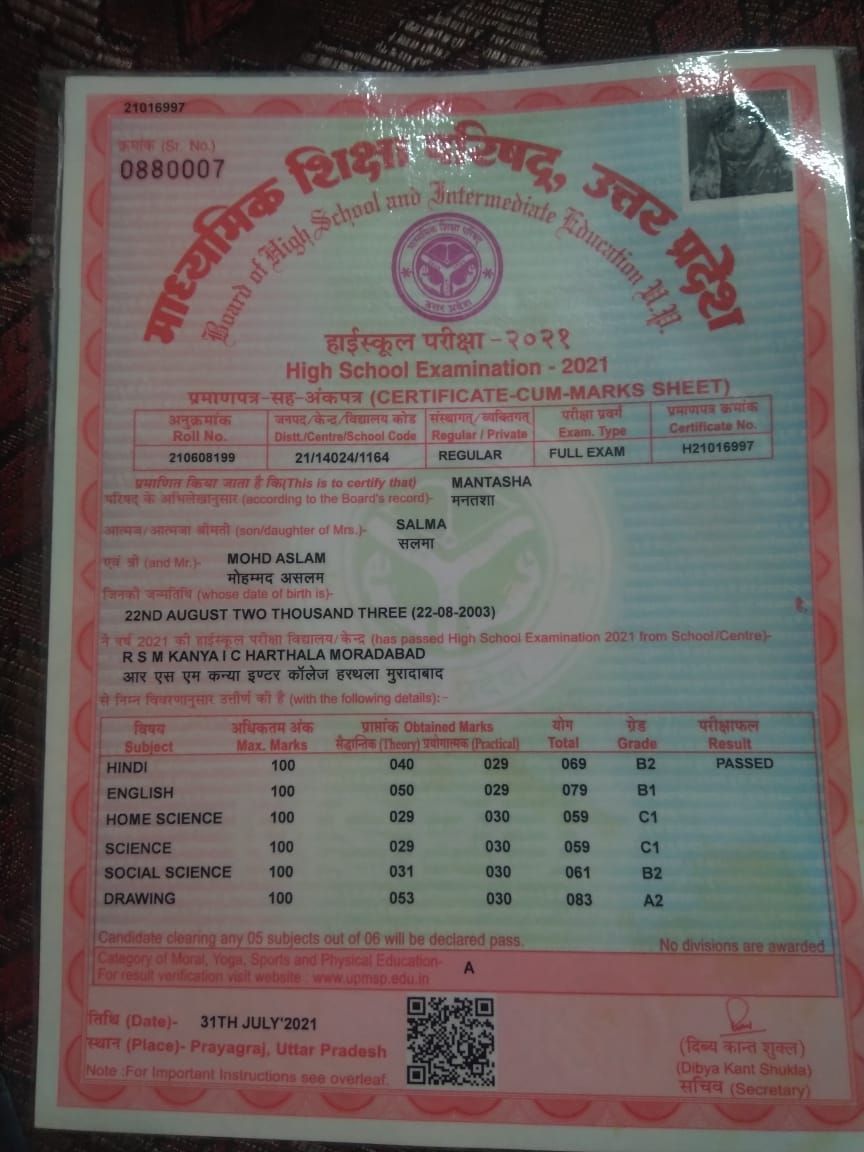 21016997
क्रमांक (Sr. No.)
0880007
माध्यमिक शिक्षा परिषद्, उत्तर प्रदेश
Board of High School and Intermediate Education U.P.
माध्यमिक शिक्षा परिषद्
उत्तर प्रदेश
हाईस्कूल परीक्षा - २०२१
High School Examination - 2021
प्रमाणपत्र-सह-अंकपत्र (CERTIFICATE-CUM-MARKS SHEET)
अनुक्रमांक जनपद/केन्द्र/विद्यालय कोड संस्थागत्/व्यक्तिगत् परीक्षा प्रवर्ग प्रमाणपत्र क्रमांक
Roll No. Distt./Centre/School Code Regular / Private Exam. Type Certificate No.
210608199 21/14024/1164 REGULAR FULL EXAM H21016997
प्रमाणित किया जाता है कि(This is to certify that) MANTASHA
परिषद् के अभिलेखानुसार (according to the Board's record)- मनतशा
आत्मज/आत्मजा श्रीमती (son/daughter of Mrs.)- SALMA
सलमा
एवं श्री (and Mr.)- MOHD ASLAM
मोहम्मद असलम
जिनकी जन्मतिथि (whose date of birth is)-
22ND AUGUST TWO THOUSAND THREE (22-08-2003) है,
ने वर्ष 2021 की हाईस्कूल परीक्षा विद्यालय/केन्द्र (has passed High School Examination 2021 from School/Centre)-
R S M KANYA I C HARTHALA MORADABAD
आर एस एम कन्या इण्टर कॉलेज हरथला मुरादाबाद
से निम्न विवरणानुसार उत्तीर्ण की है (with the following details):-
विषय अधिकतम अंक प्राप्तांक Obtained Marks योग ग्रेड परीक्षाफल
Subject Max. Marks सैद्धान्तिक (Theory) प्रयोगात्मक (Practical) Total Grade Result
HINDI 100 040 029 069 B2 PASSED
ENGLISH 100 050 029 079 B1
HOME SCIENCE 100 029 030 059 C1
SCIENCE 100 029 030 059 C1
SOCIAL SCIENCE 100 031 030 061 B2
DRAWING 100 053 030 083 A2
Candidate clearing any 05 subjects out of 06 will be declared pass. No divisions are awarded
Category of Moral, Yoga, Sports and Physical Education- A
For result verification visit website : www.upmsp.edu.in
तिथि (Date)- 31TH JULY'2021
स्थान (Place)- Prayagraj, Uttar Pradesh
Note :For Important Instructions see overleaf.
(दिब्य कान्त शुक्ल)
(Dibya Kant Shukla)
सचिव (Secretary)